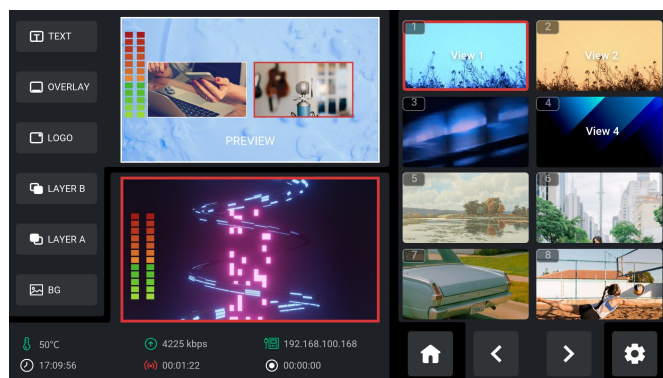 TEXT
OVERLAY
LOGO
LAYER B
LAYER A
BG
PREVIEW
1
View 1
2
View 2
3
4
View 4
5
6
7
8
50°C
4225 kbps
192.168.100.168
17:09:56
00:01:22
00:00:00